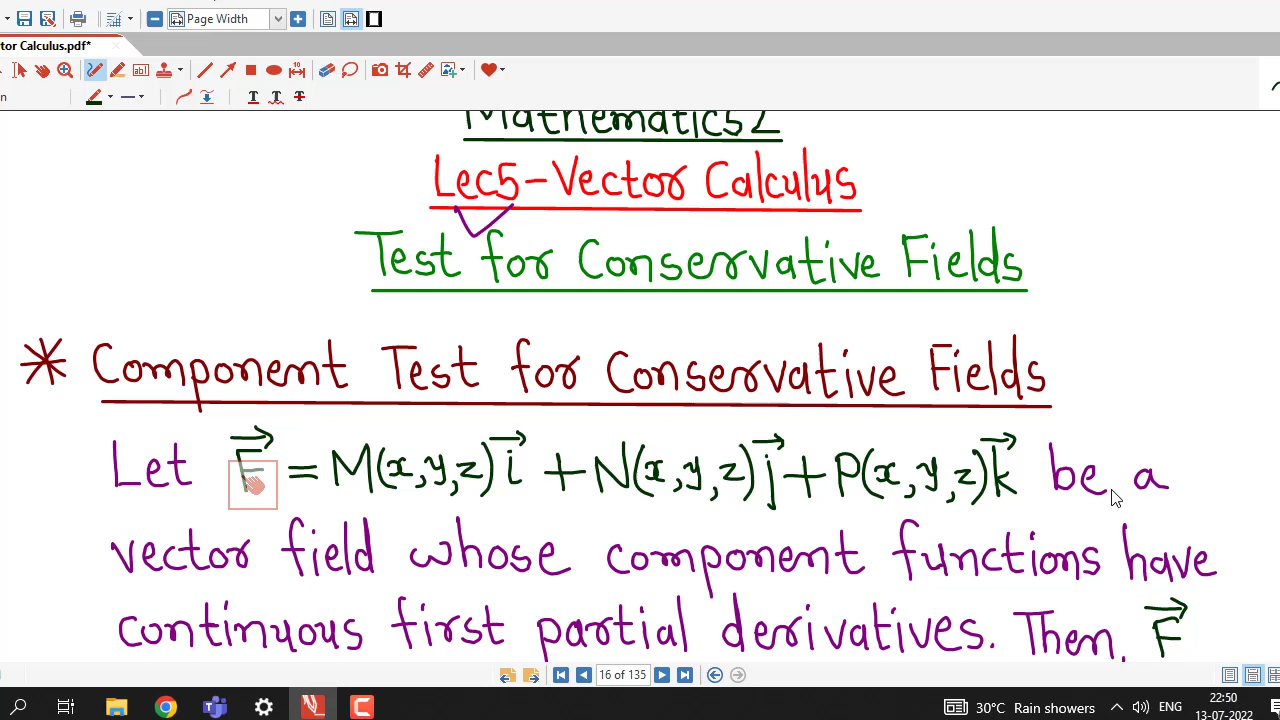 Page Width
tor Calculus.pdf*
n
Mathematics2
Lec5-Vector Calculus
Test for Conservative Fields
* Component Test for Conservative Fields
Let F⃗ = M(x,y,z)i⃗ + N(x,y,z)j⃗ + P(x,y,z)k⃗ be a
vector field whose component functions have
continuous first partial derivatives. Then, F⃗
16 of 135
30°C Rain showers
ENG
22:50
13-07-2022